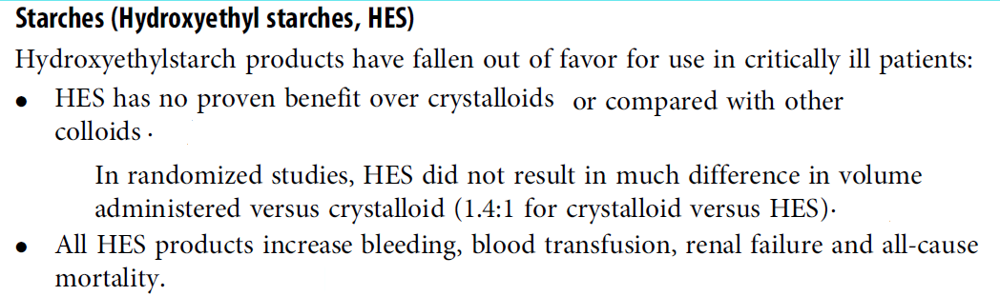 Starches (Hydroxyethyl starches, HES)
Hydroxyethylstarch products have fallen out of favor for use in critically ill patients:
• HES has no proven benefit over crystalloids or compared with other
colloids.
In randomized studies, HES did not result in much difference in volume
administered versus crystalloid (1.4:1 for crystalloid versus HES).
• All HES products increase bleeding, blood transfusion, renal failure and all-cause
mortality.